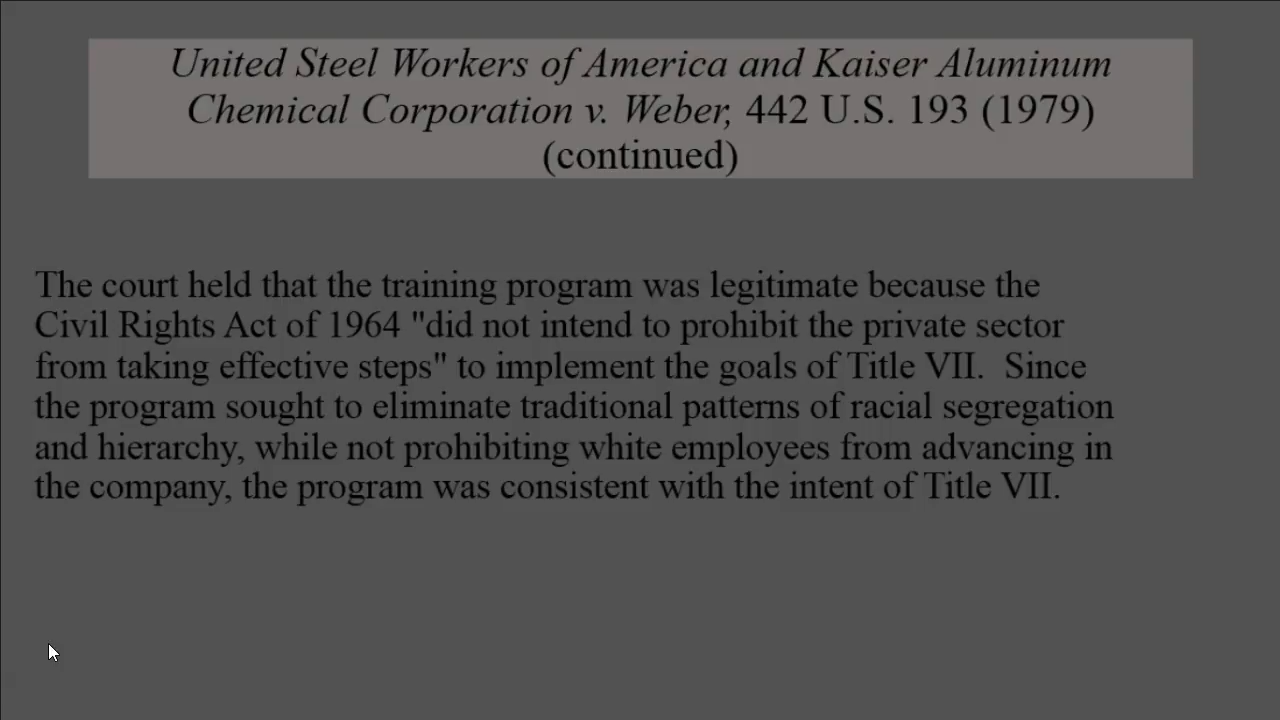 United Steel Workers of America and Kaiser Aluminum
Chemical Corporation v. Weber, 442 U.S. 193 (1979)
(continued)
The court held that the training program was legitimate because the
Civil Rights Act of 1964 "did not intend to prohibit the private sector
from taking effective steps" to implement the goals of Title VII.  Since
the program sought to eliminate traditional patterns of racial segregation
and hierarchy, while not prohibiting white employees from advancing in
the company, the program was consistent with the intent of Title VII.